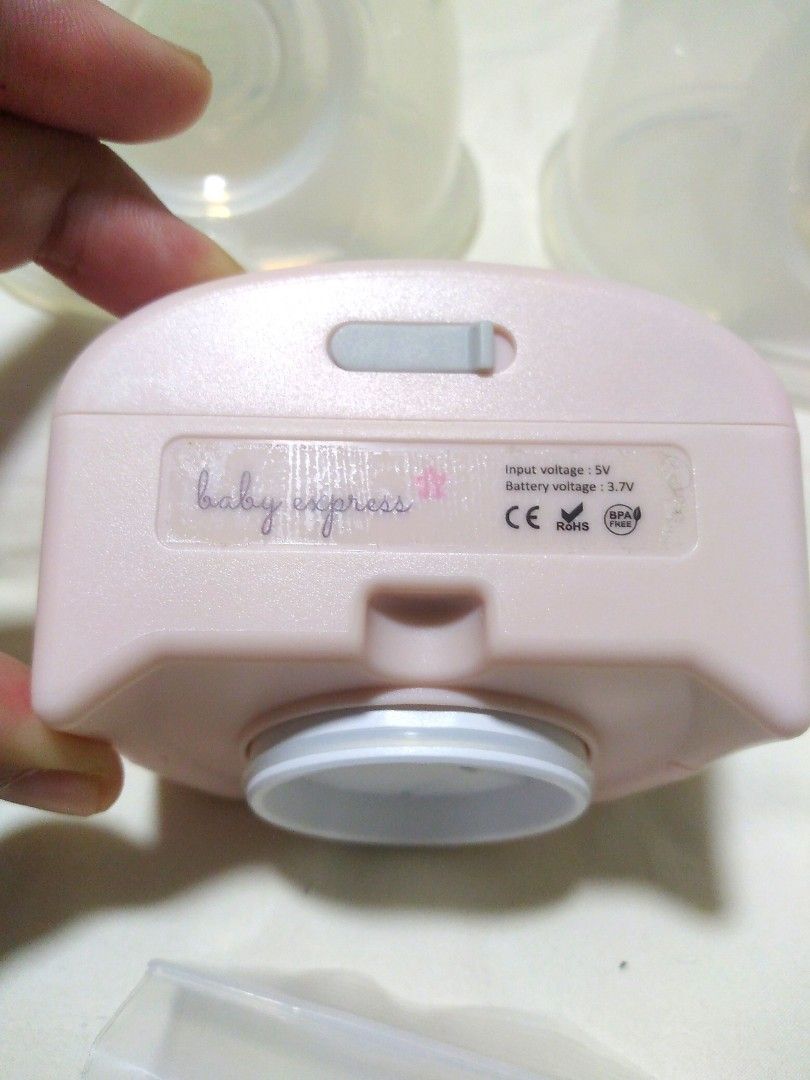 baby express
Input voltage : 5V
Battery voltage : 3.7V
CE RoHS BPA FREE